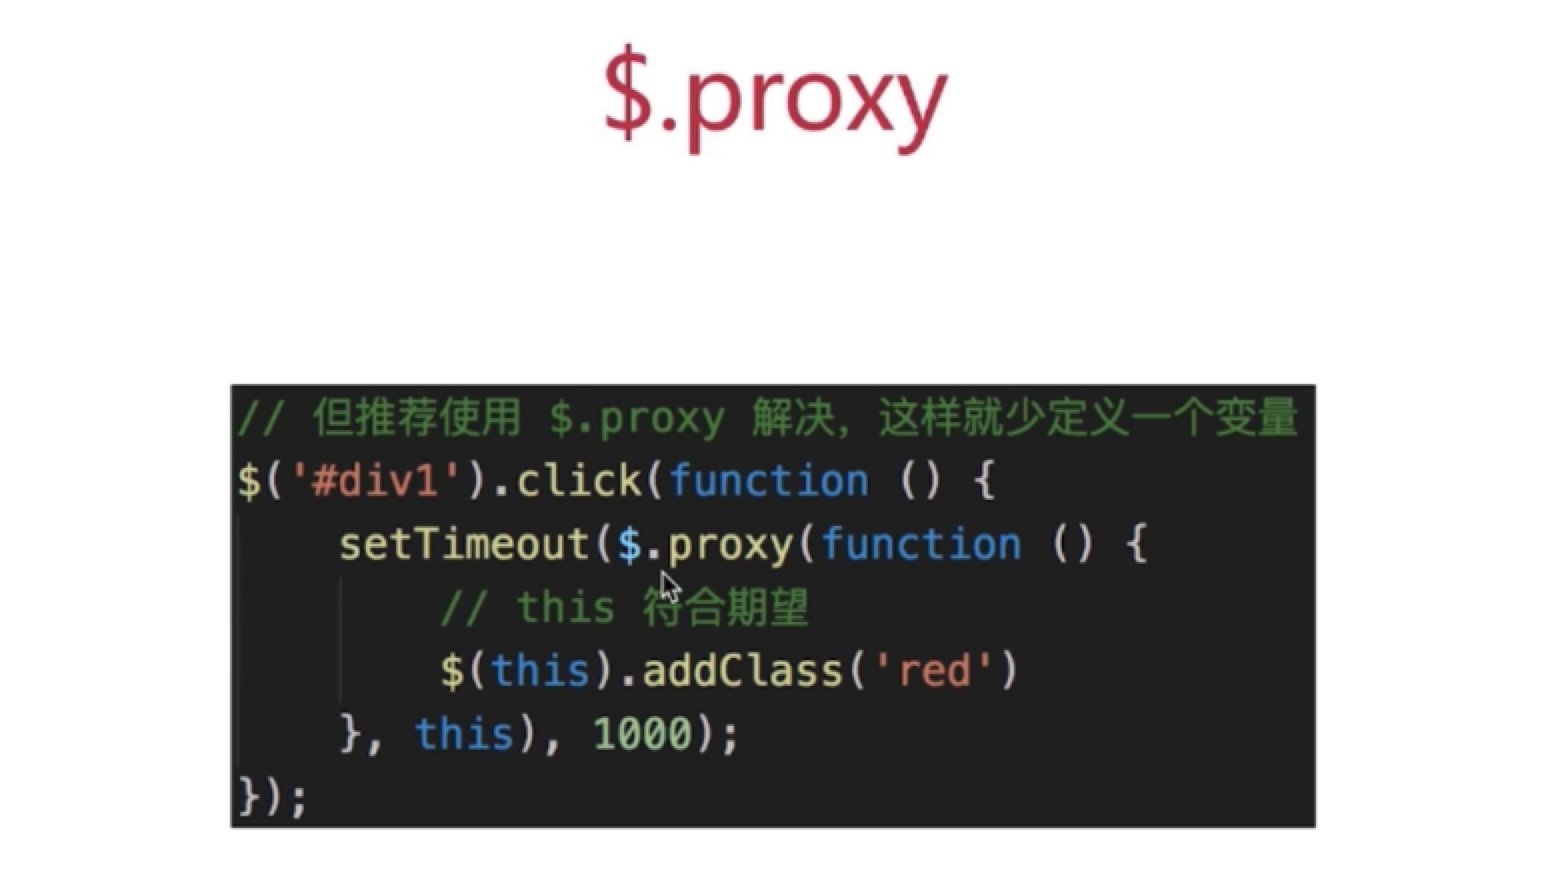 $.proxy
// 但推荐使用 $.proxy 解决，这样就少定义一个变量
$('#div1').click(function () {
    setTimeout($.proxy(function () {
        // this 符合期望
        $(this).addClass('red')
    }, this), 1000);
});